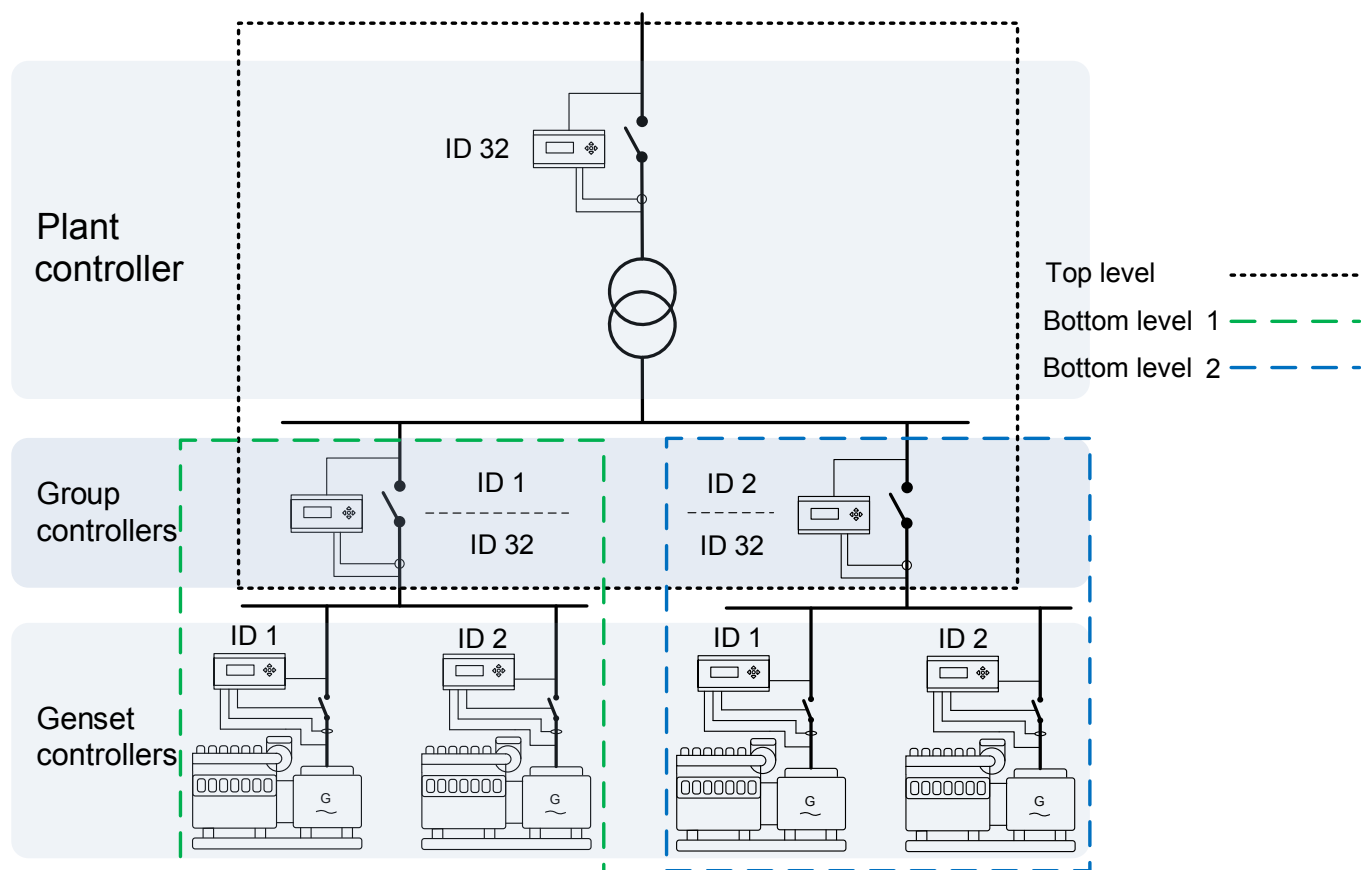 ID 32
Plant
controller
Top level
Bottom level 1
Bottom level 2
Group
controllers
ID 1
ID 32
ID 2
ID 32
Genset
controllers
ID 1
ID 2
ID 1
ID 2
G
G
G
G